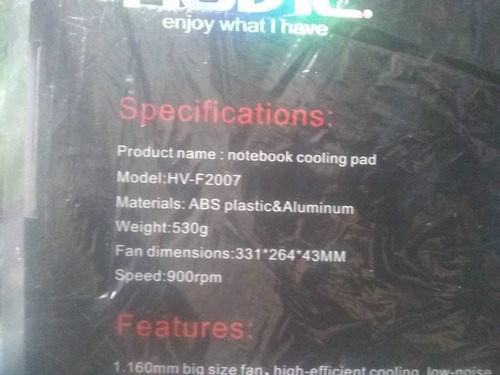 enjoy what I have
Specifications:
Product name : notebook cooling pad
Model:HV-F2007
Materials: ABS plastic&Aluminum
Weight:530g
Fan dimensions:331*264*43MM
Speed:900rpm
Features:
1.160mm big size fan, high-efficient cooling, low-noise